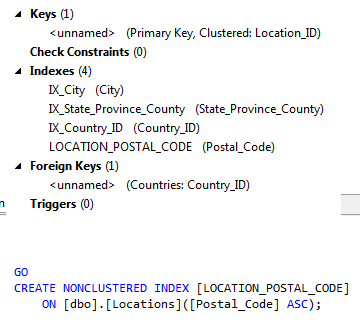 Keys (1)
<unnamed> (Primary Key, Clustered: Location_ID)
Check Constraints (0)
Indexes (4)
IX_City (City)
IX_State_Province_County (State_Province_County)
IX_Country_ID (Country_ID)
LOCATION_POSTAL_CODE (Postal_Code)
Foreign Keys (1)
<unnamed> (Countries: Country_ID)
n
Triggers (0)
GO
CREATE NONCLUSTERED INDEX [LOCATION_POSTAL_CODE]
ON [dbo].[Locations]([Postal_Code] ASC);